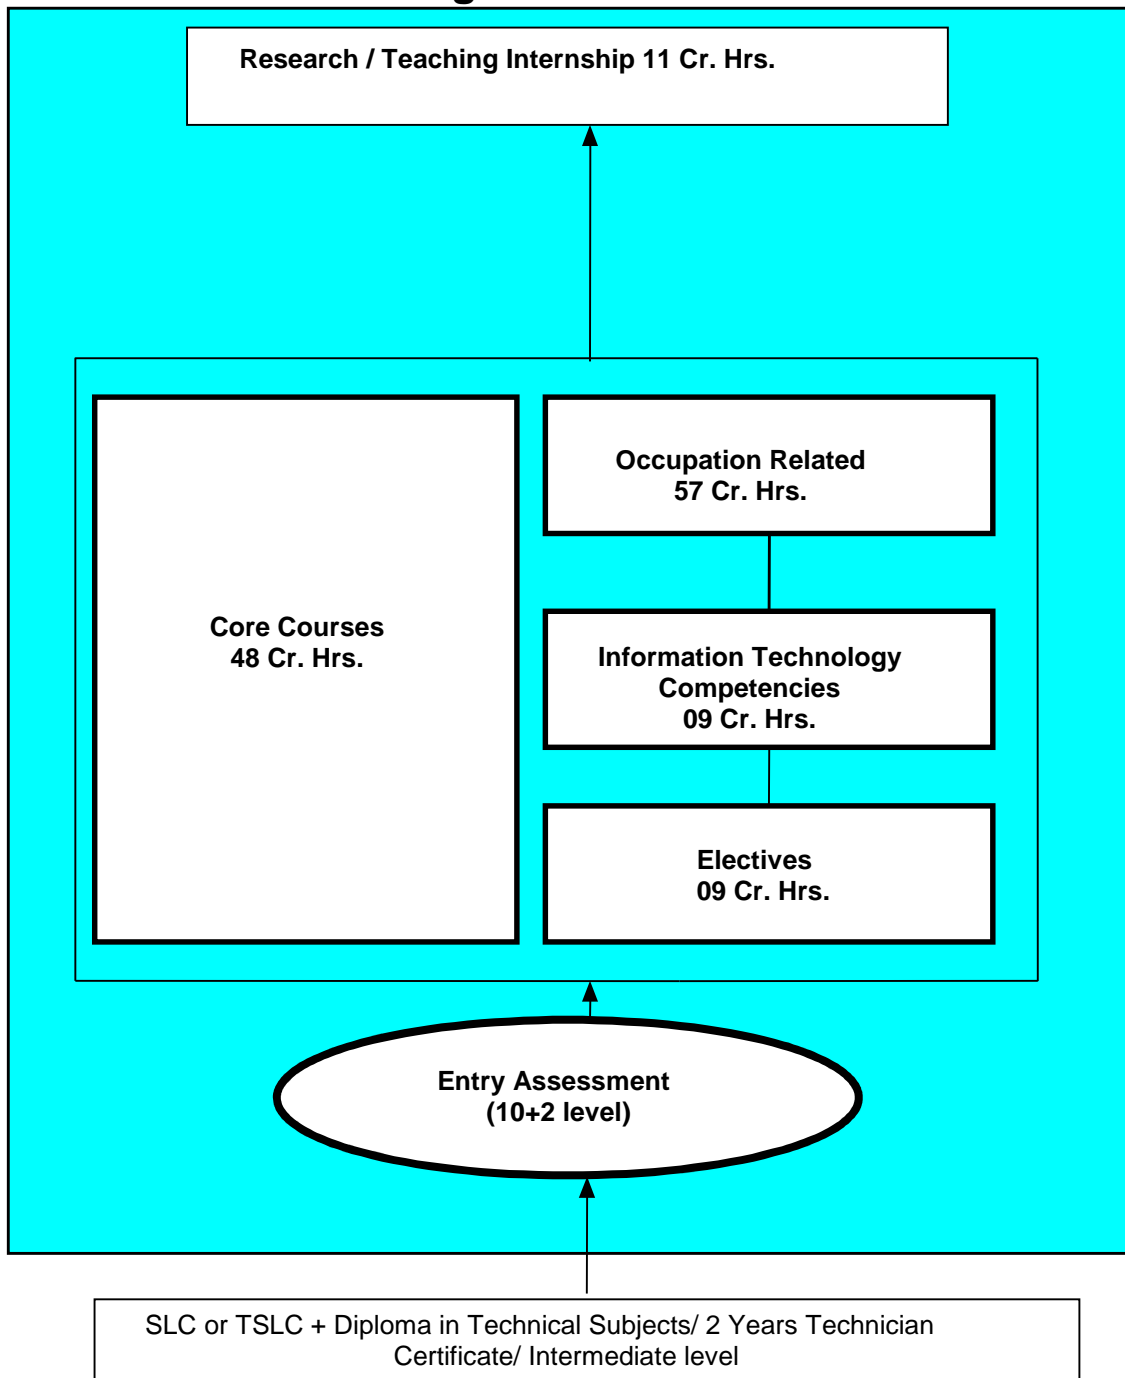 Research / Teaching Internship 11 Cr. Hrs.
Core Courses
48 Cr. Hrs.
Occupation Related
57 Cr. Hrs.
Information Technology
Competencies
09 Cr. Hrs.
Electives
09 Cr. Hrs.
Entry Assessment
(10+2 level)
SLC or TSLC + Diploma in Technical Subjects/ 2 Years Technician
Certificate/ Intermediate level